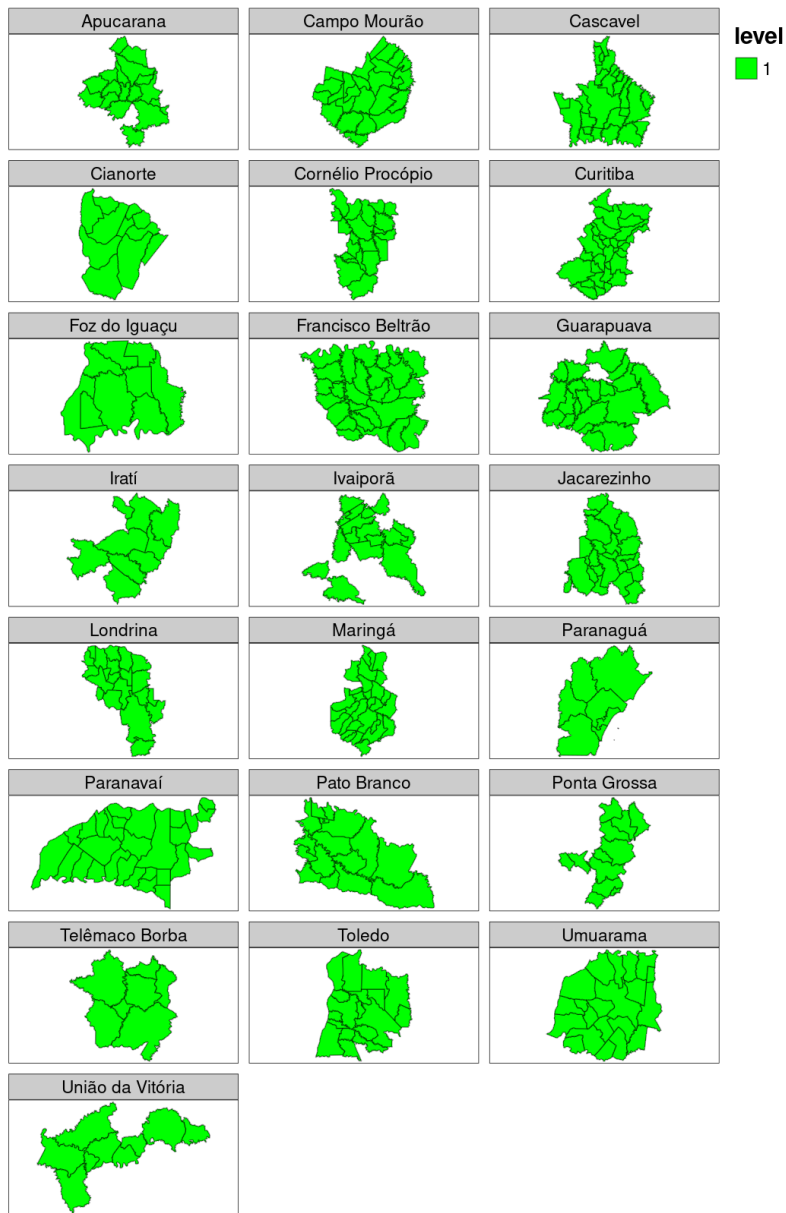 Apucarana
Campo Mourão
Cascavel
level
1
Cianorte
Cornélio Procópio
Curitiba
Foz do Iguaçu
Francisco Beltrão
Guarapuava
Iratí
Ivaiporã
Jacarezinho
Londrina
Maringá
Paranaguá
Paranavaí
Pato Branco
Ponta Grossa
Telêmaco Borba
Toledo
Umuarama
União da Vitória